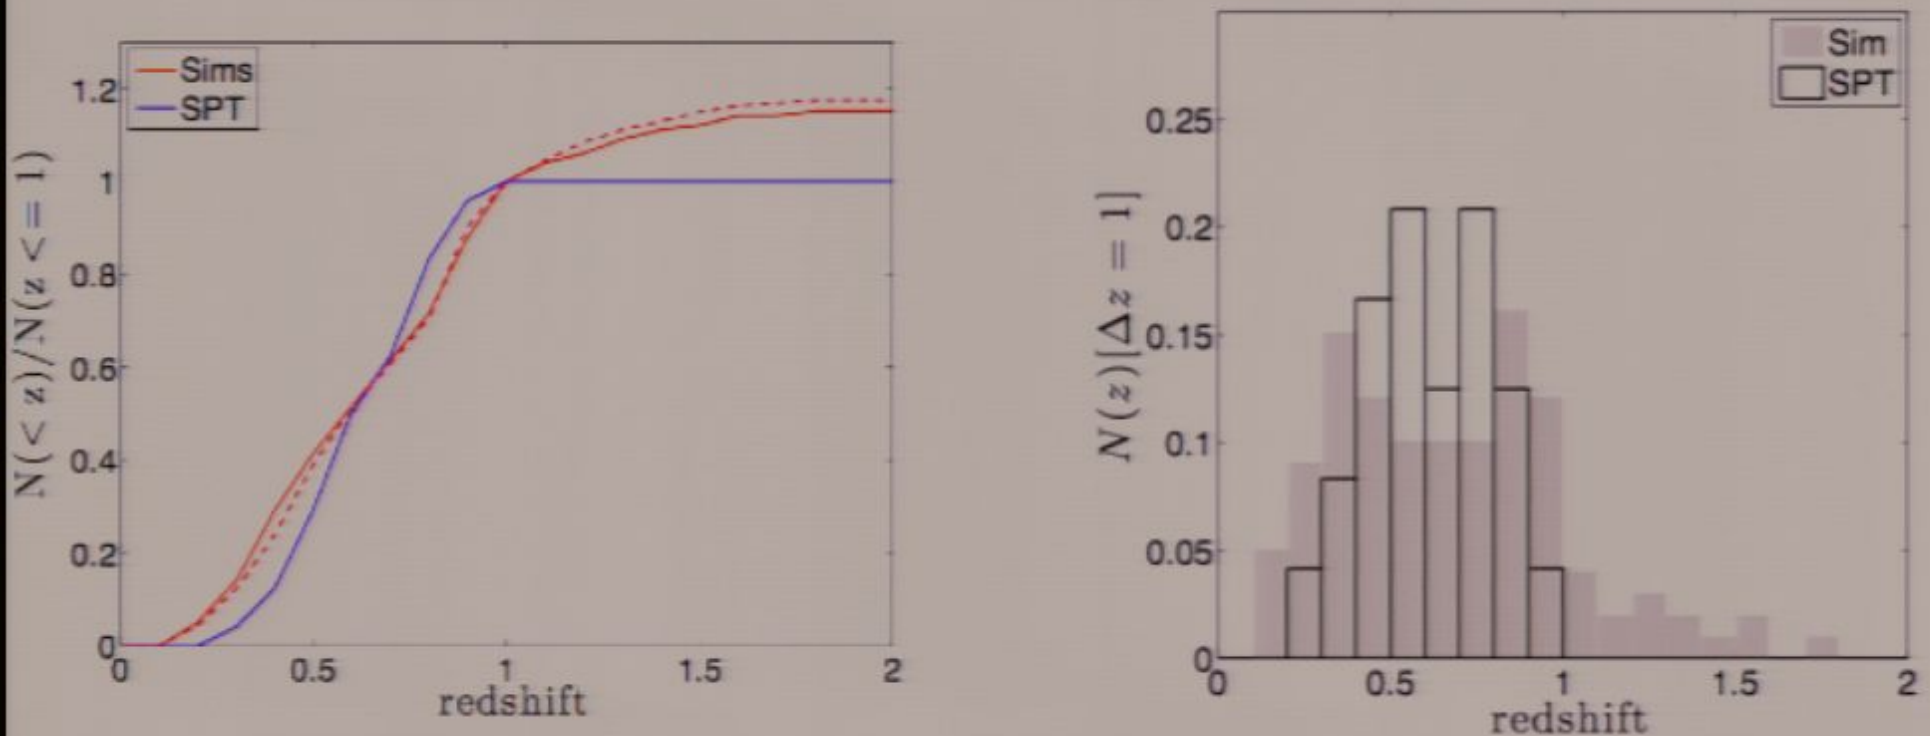 Sims
SPT
1.2
1
0.8
0.6
0.4
0.2
0
0
0.5
1
1.5
2
N(< z)/N(z <= 1)
redshift
Sim
SPT
0.25
0.2
0.15
0.1
0.05
0
0
0.5
1
1.5
2
N(z)[Δz = 1]
redshift